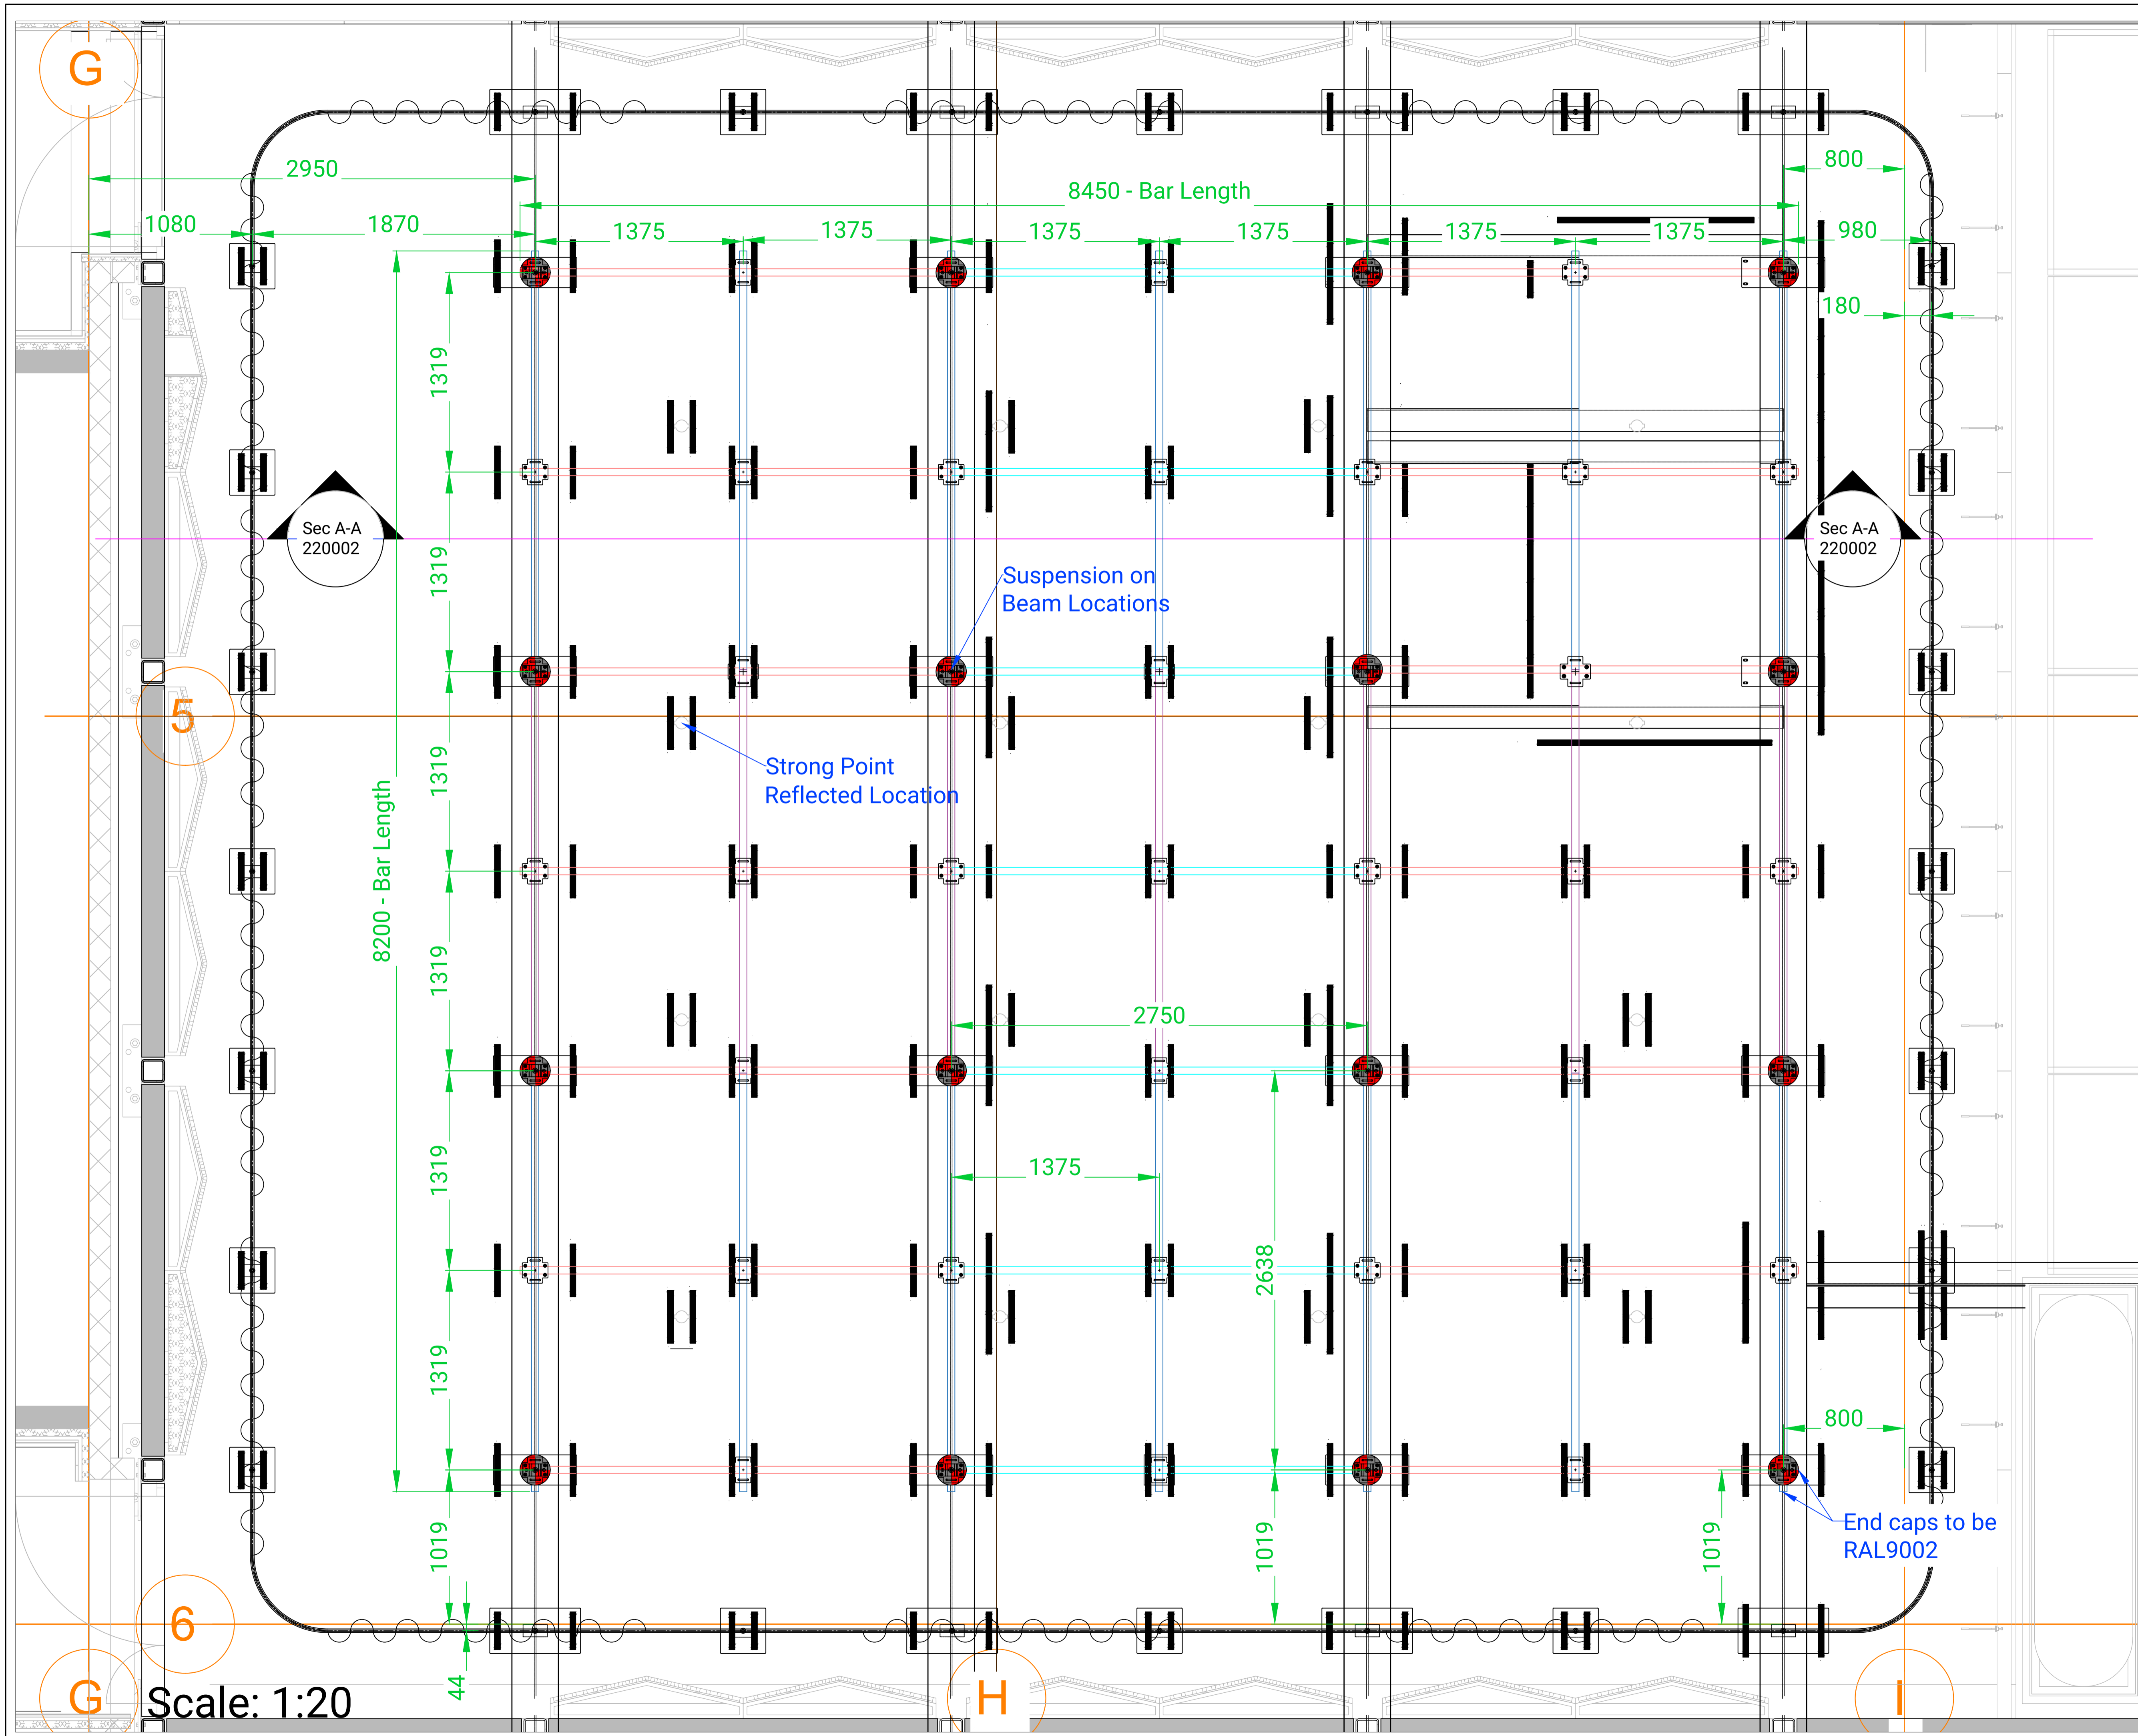 G
2950
800
8450 - Bar Length
1080
1870
1375
1375
1375
1375
1375
1375
980
180
1319
Sec A-A
220002
Sec A-A
220002
1319
Suspension on
Beam Locations
5
Strong Point
Reflected Location
1319
8200 - Bar Length
1319
2750
1319
1375
2638
1319
800
1019
1019
1019
End caps to be
RAL9002
6
44
G
Scale: 1:20
H
I